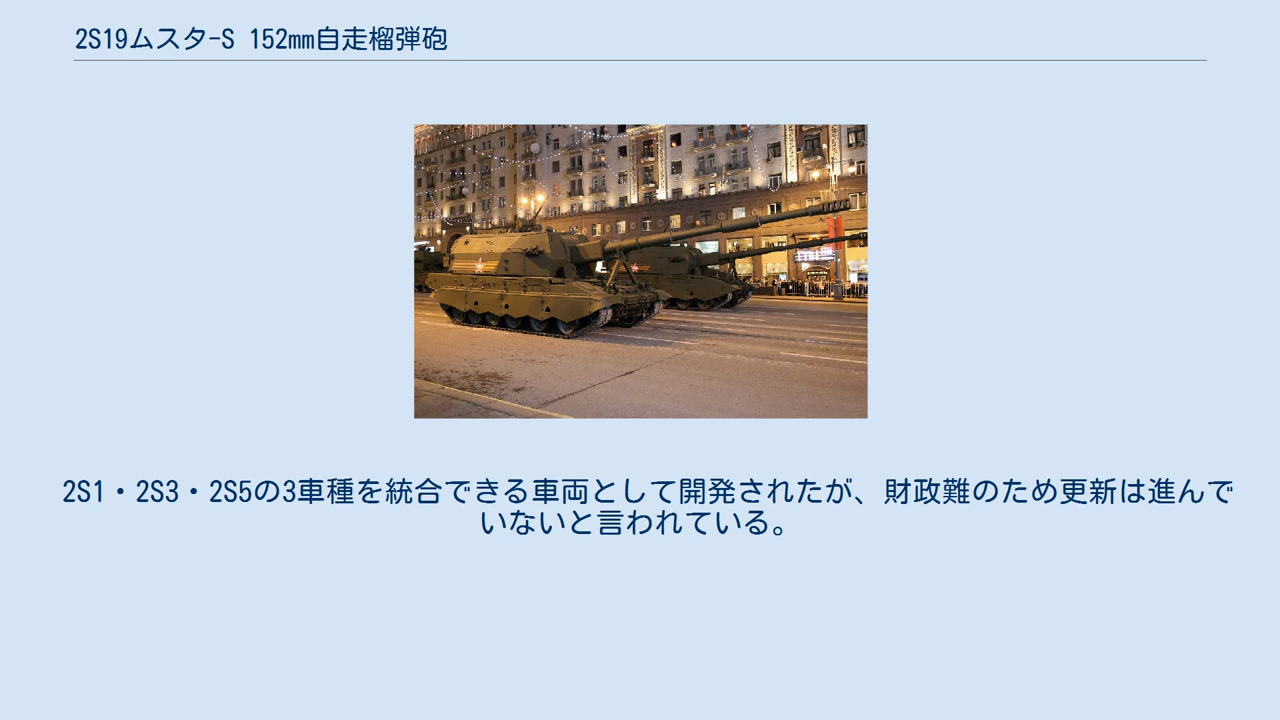 2S19ムスタ-S 152mm自走榴弾砲
2S1・2S3・2S5の3車種を統合できる車両として開発されたが、財政難のため更新は進んで
いないと言われている。